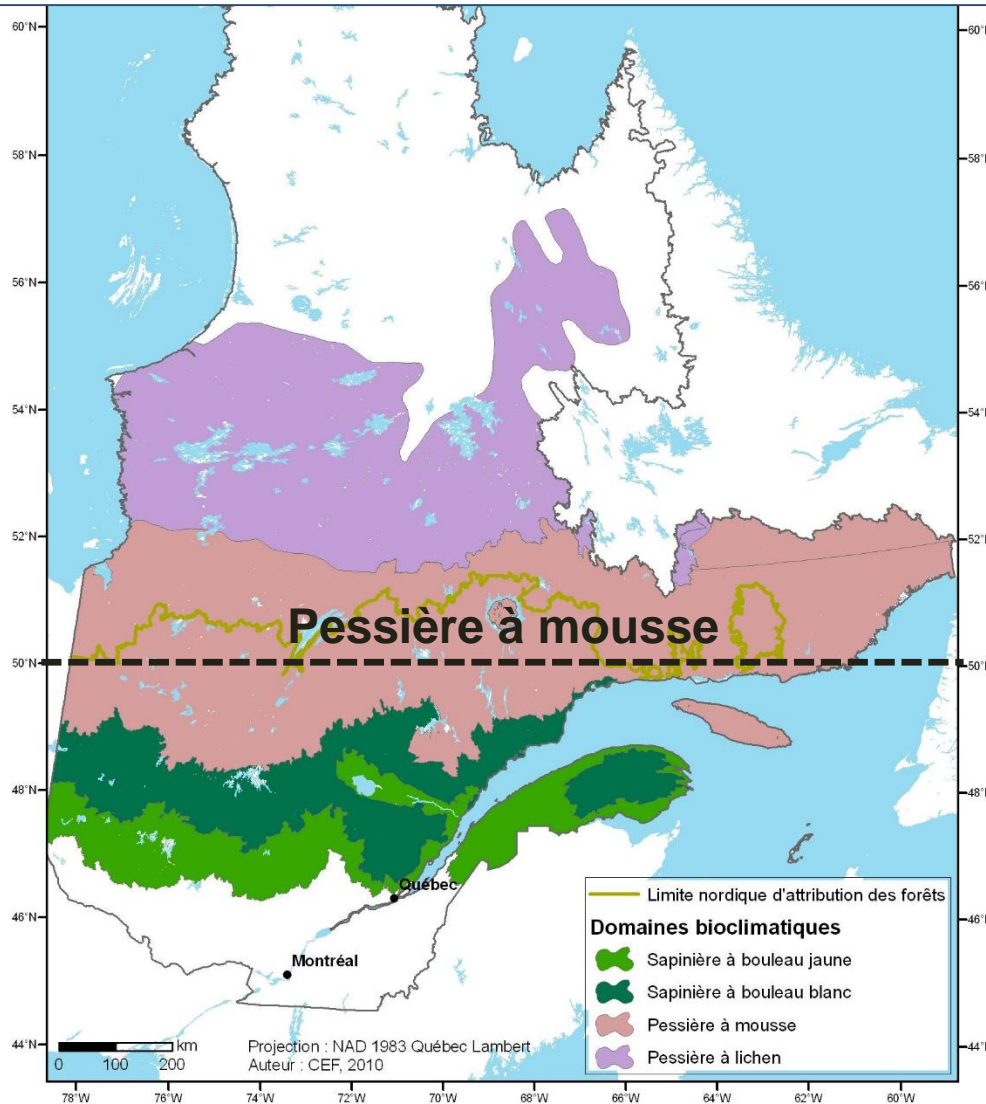 60°N
60°N
58°N
58°N
56°N
56°N
54°N
54°N
52°N
52°N
Pessière à mousse
50°N
50°N
48°N
48°N
Québec
46°N
46°N
Montréal
44°N
44°N
Limite nordique d'attribution des forêts
Domaines bioclimatiques
Sapinière à bouleau jaune
Sapinière à bouleau blanc
Pessière à mousse
Pessière à lichen
km
0 100 200
Projection : NAD 1983 Québec Lambert
Auteur : CEF, 2010
78°W 76°W 74°W 72°W 70°W 68°W 66°W 64°W 62°W 60°W